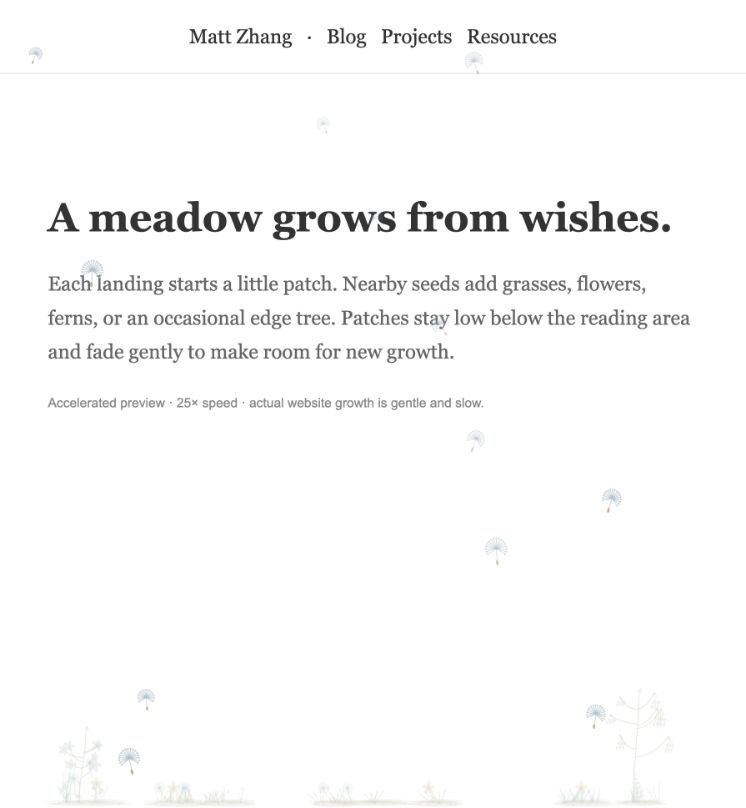 Matt Zhang · Blog Projects Resources
A meadow grows from wishes.
Each landing starts a little patch. Nearby seeds add grasses, flowers,
ferns, or an occasional edge tree. Patches stay low below the reading area
and fade gently to make room for new growth.
Accelerated preview · 25× speed · actual website growth is gentle and slow.